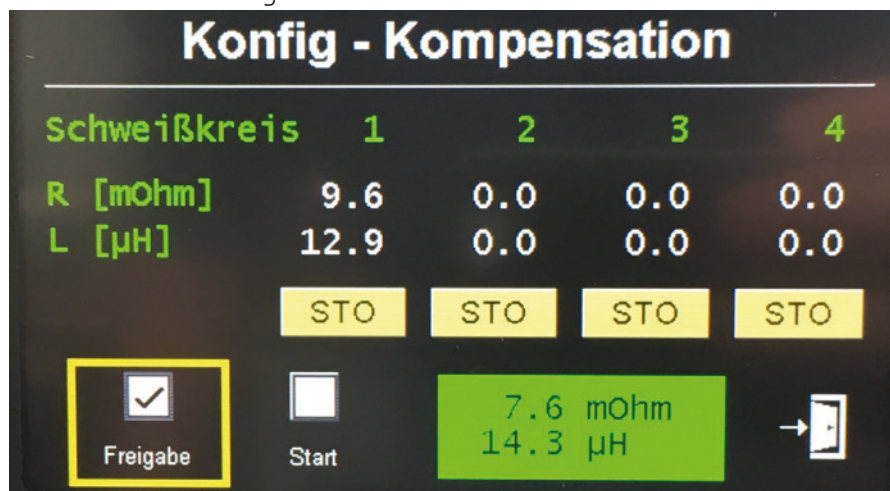 Konfig - Kompensation
Schweißkreis 1 2 3 4
R [mOhm] 9.6 0.0 0.0 0.0
L [µH] 12.9 0.0 0.0 0.0
STO STO STO STO
7.6 mOhm
14.3 µH
Freigabe Start